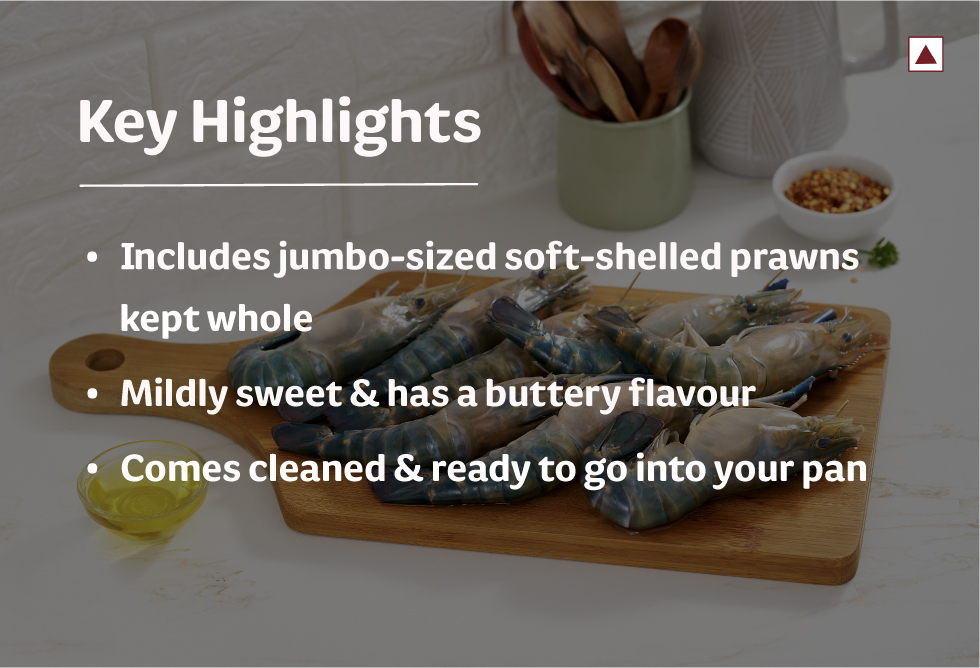 Key Highlights
• Includes jumbo-sized soft-shelled prawns
kept whole
• Mildly sweet & has a buttery flavour
• Comes cleaned & ready to go into your pan